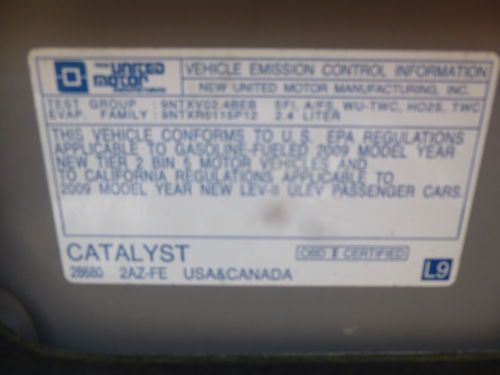 NEW UNITED MOTOR MANUFACTURING
VEHICLE EMISSION CONTROL INFORMATION
NEW UNITED MOTOR MANUFACTURING, INC.
TEST GROUP : 9NTXV02.4BEB SFI, A/FS, WU-TWC, HO2S, TWC
EVAP. FAMILY : 9NTXR0115P12 2.4 LITER
THIS VEHICLE CONFORMS TO U.S. EPA REGULATIONS
APPLICABLE TO GASOLINE-FUELED 2009 MODEL YEAR
NEW TIER 2 BIN 5 MOTOR VEHICLES AND
TO CALIFORNIA REGULATIONS APPLICABLE TO
2009 MODEL YEAR NEW LEV-II ULEV PASSENGER CARS.
CATALYST
OBD II CERTIFIED
28680 2AZ-FE USA&CANADA
L9